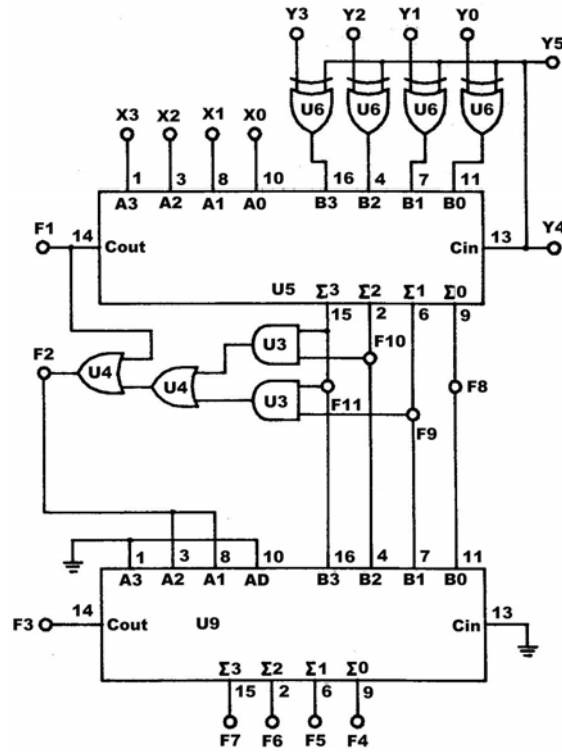 Y3 Y2 Y1 Y0
Y5
U6 U6 U6 U6
X3 X2 X1 X0
1 3 8 10 16 4 7 11
A3 A2 A1 A0 B3 B2 B1 B0
F1 14 Cout Cin 13 Y4
U5 Σ3 Σ2 Σ1 Σ0
15 2 6 9
U3 F10
F2 U4 U4 U3 F11 F8
F9
1 3 8 10 16 4 7 11
A3 A2 A1 AD B3 B2 B1 B0
F3 14 Cout U9 Cin 13
Σ3 Σ2 Σ1 Σ0
15 2 6 9
F7 F6 F5 F4